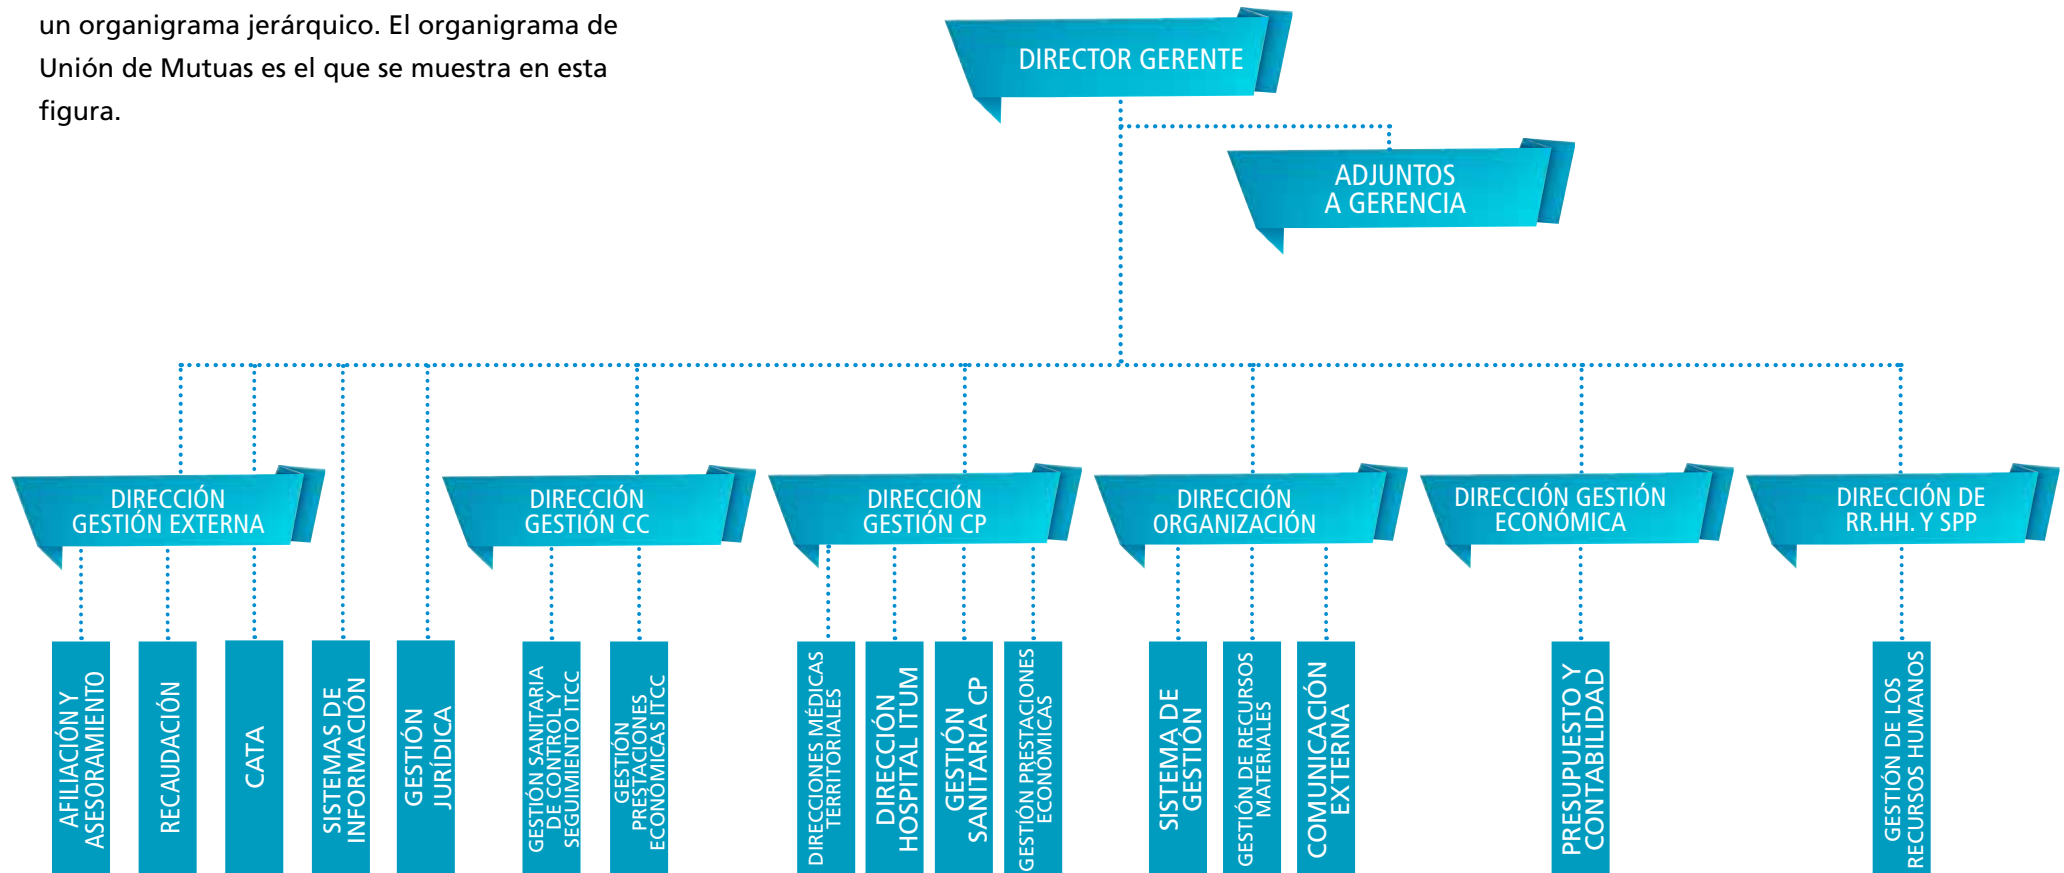 un organigrama jerárquico. El organigrama de
Unión de Mutuas es el que se muestra en esta
figura.
DIRECTOR GERENTE
ADJUNTOS
A GERENCIA
DIRECCIÓN
GESTIÓN EXTERNA
DIRECCIÓN
GESTIÓN CC
DIRECCIÓN
GESTIÓN CP
DIRECCIÓN
ORGANIZACIÓN
DIRECCIÓN GESTIÓN
ECONÓMICA
DIRECCIÓN DE
RR.HH. Y SPP
AFILIACIÓN Y
ASESORAMIENTO
RECAUDACIÓN
CATA
SISTEMAS DE
INFORMACIÓN
GESTIÓN
JURÍDICA
GESTIÓN SANITARIA
DE CONTROL Y
SEGUIMIENTO ITCC
GESTIÓN
PRESTACIONES
ECONÓMICAS ITCC
DIRECCIONES MÉDICAS
TERRITORIALES
DIRECCIÓN
HOSPITAL ITUM
GESTIÓN
SANITARIA CP
GESTIÓN PRESTACIONES
ECONÓMICAS
SISTEMA DE
GESTIÓN
GESTIÓN DE RECURSOS
MATERIALES
COMUNICACIÓN
EXTERNA
PRESUPUESTO Y
CONTABILIDAD
GESTIÓN DE LOS
RECURSOS HUMANOS